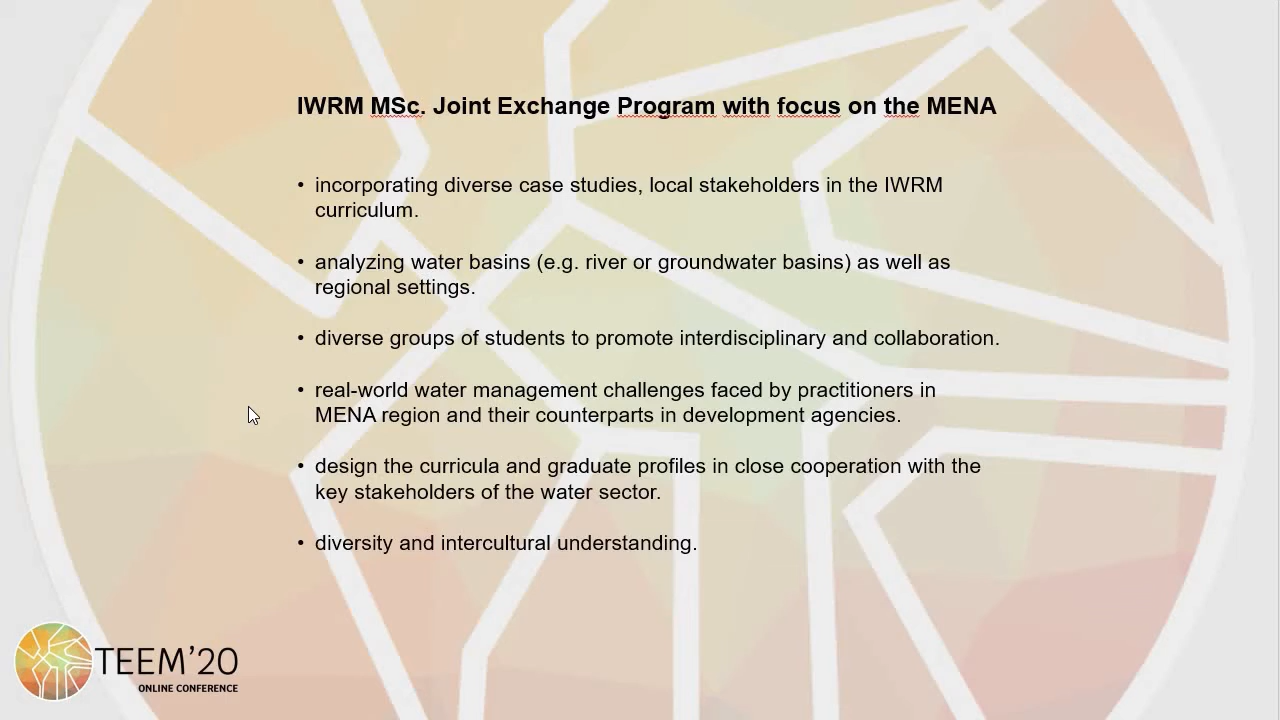 IWRM MSc. Joint Exchange Program with focus on the MENA
• incorporating diverse case studies, local stakeholders in the IWRM
curriculum.
• analyzing water basins (e.g. river or groundwater basins) as well as
regional settings.
• diverse groups of students to promote interdisciplinary and collaboration.
• real-world water management challenges faced by practitioners in
MENA region and their counterparts in development agencies.
• design the curricula and graduate profiles in close cooperation with the
key stakeholders of the water sector.
• diversity and intercultural understanding.
TEEM’20
ONLINE CONFERENCE